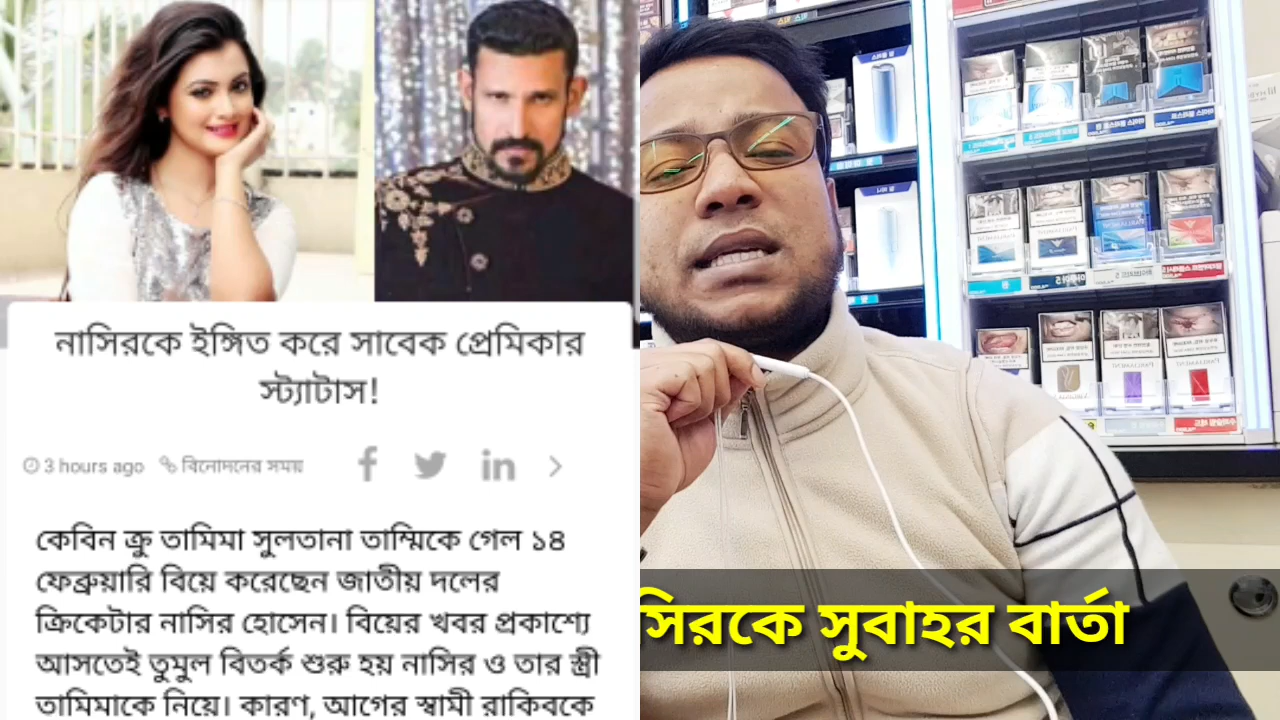 নাসিরকে ইঙ্গিত করে সাবেক প্রেমিকার
স্ট্যাটাস!
3 hours ago বিনোদনের সময়
কেবিন ক্রু তামিমা সুলতানা তাম্মিকে গেল ১৪
ফেব্রুয়ারি বিয়ে করেছেন জাতীয় দলের
ক্রিকেটার নাসির হোসেন। বিয়ের খবর প্রকাশ্যে
আসতেই তুমুল বিতর্ক শুরু হয় নাসির ও তার স্ত্রী
তামিমাকে নিয়ে। কারণ, আগের স্বামী রাকিবকে
সিরকে সুবাহর বার্তা